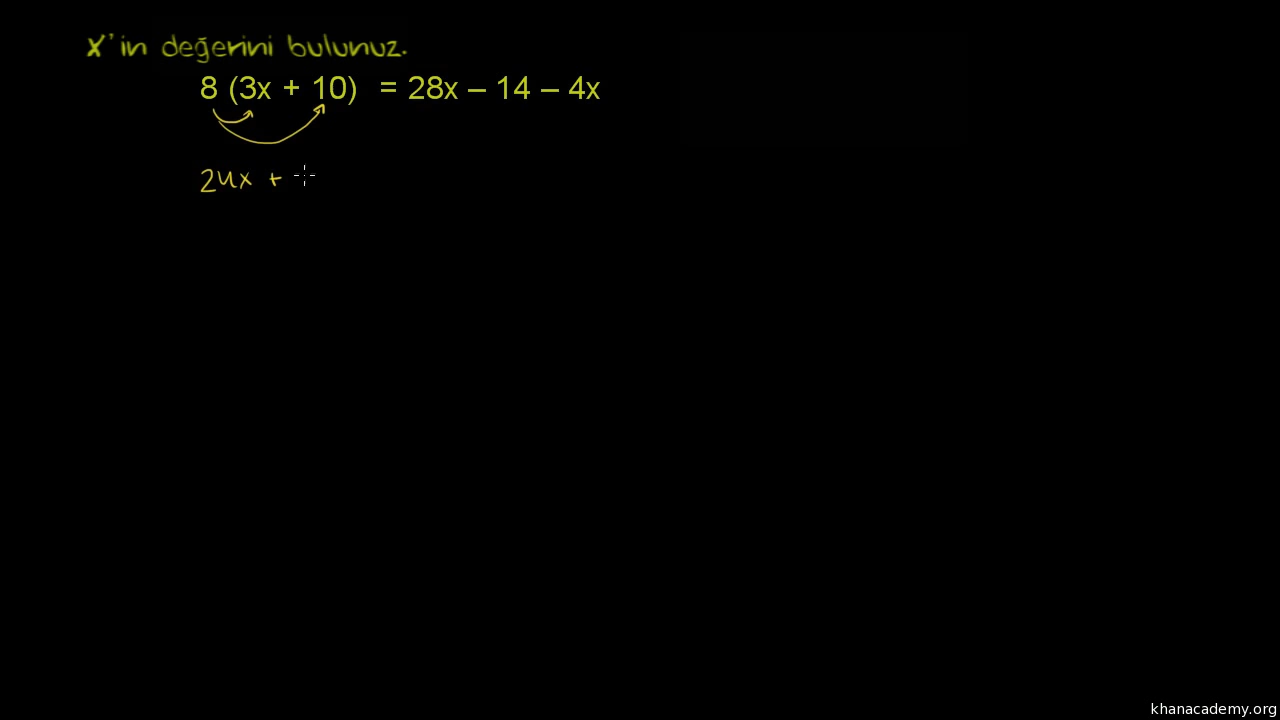 x'in değerini bulunuz.
8 (3x + 10) = 28x – 14 – 4x
24x +
khanacademy.org